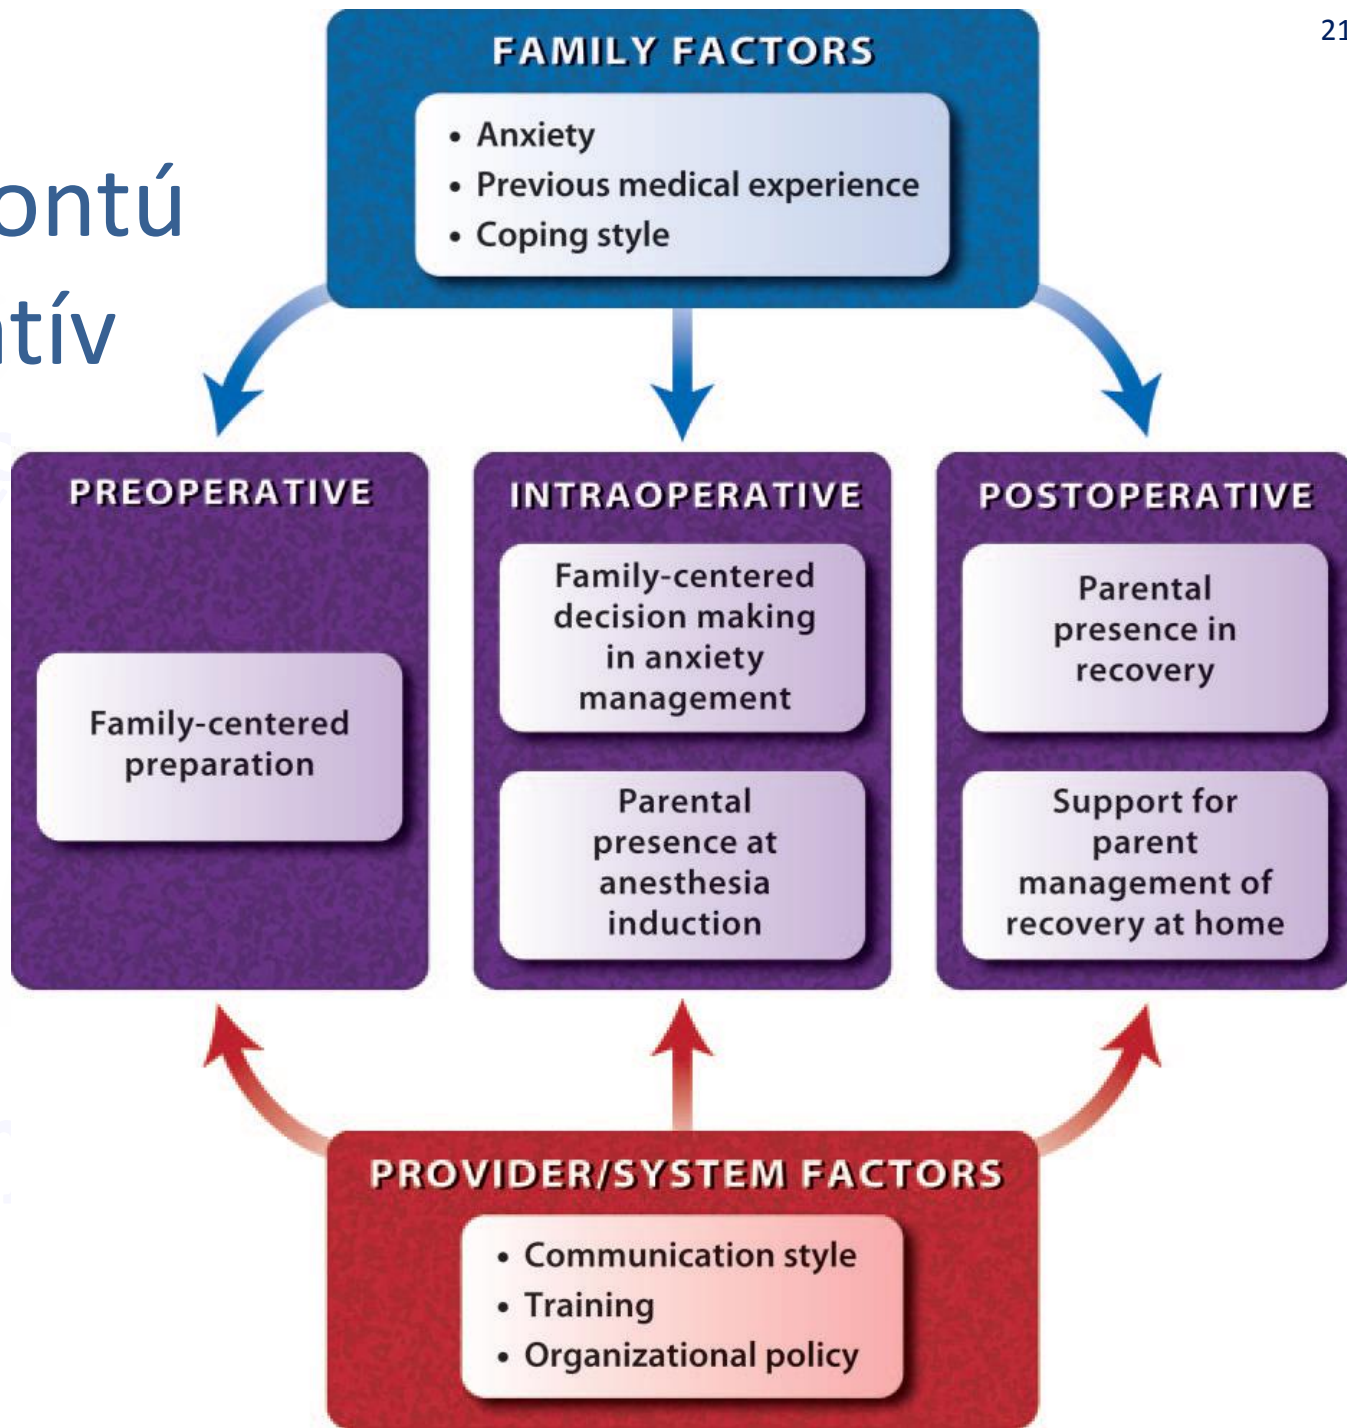 21
ontú
tív
FAMILY FACTORS
• Anxiety
• Previous medical experience
• Coping style
PREOPERATIVE
Family-centered
preparation
INTRAOPERATIVE
Family-centered
decision making
in anxiety
management
Parental
presence at
anesthesia
induction
POSTOPERATIVE
Parental
presence in
recovery
Support for
parent
management of
recovery at home
PROVIDER/SYSTEM FACTORS
• Communication style
• Training
• Organizational policy